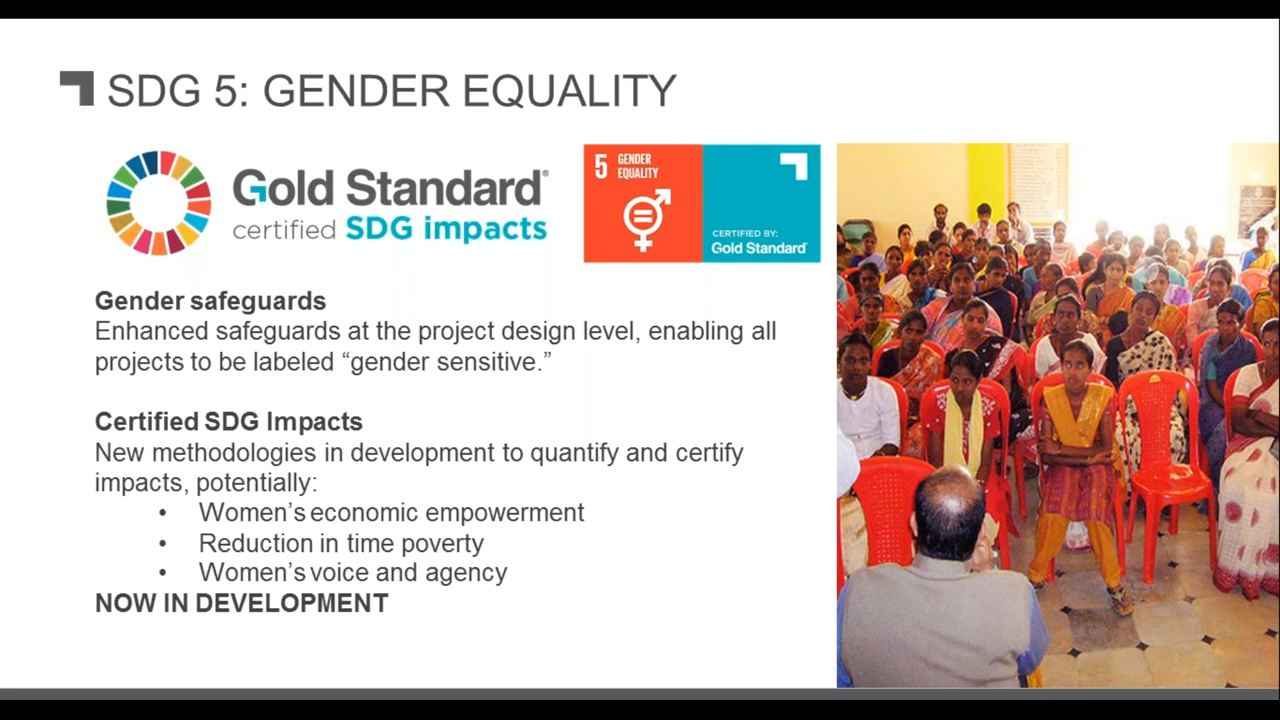 SDG 5: GENDER EQUALITY
Gold Standard®
certified SDG impacts
5 GENDER
EQUALITY
CERTIFIED BY:
Gold Standard®
Gender safeguards
Enhanced safeguards at the project design level, enabling all
projects to be labeled “gender sensitive.”
Certified SDG Impacts
New methodologies in development to quantify and certify
impacts, potentially:
• Women’s economic empowerment
• Reduction in time poverty
• Women’s voice and agency
NOW IN DEVELOPMENT